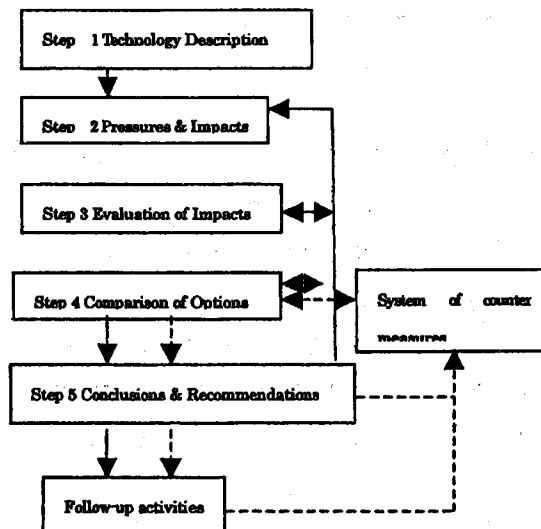 Step 1 Technology Description
Step 2 Pressures & Impacts
Step 3 Evaluation of Impacts
Step 4 Comparison of Options
System of counter
measures
Step 5 Conclusions & Recommendations
Follow-up activities